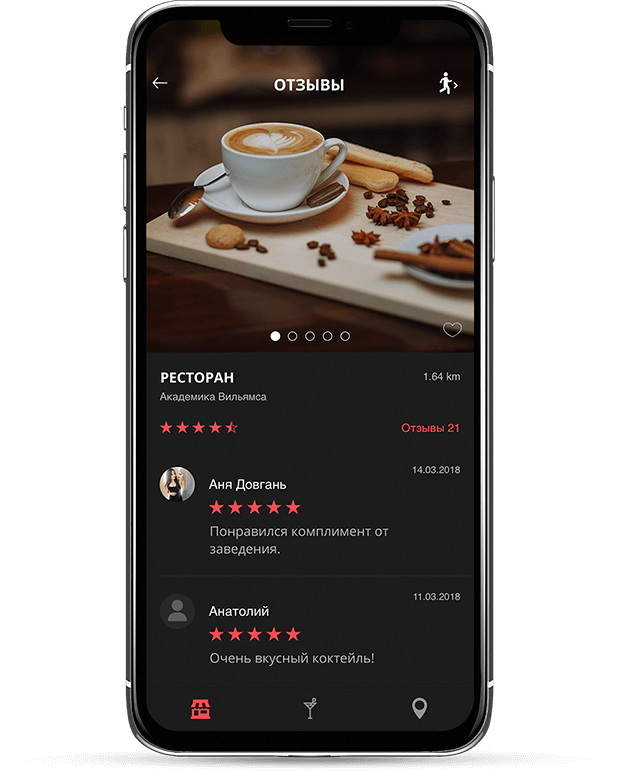 ОТЗЫВЫ
РЕСТОРАН
1.64 km
Академика Вильямса
Отзывы 21
14.03.2018
Аня Довгань
Понравился комплимент от
заведения.
11.03.2018
Анатолий
Очень вкусный коктейль!